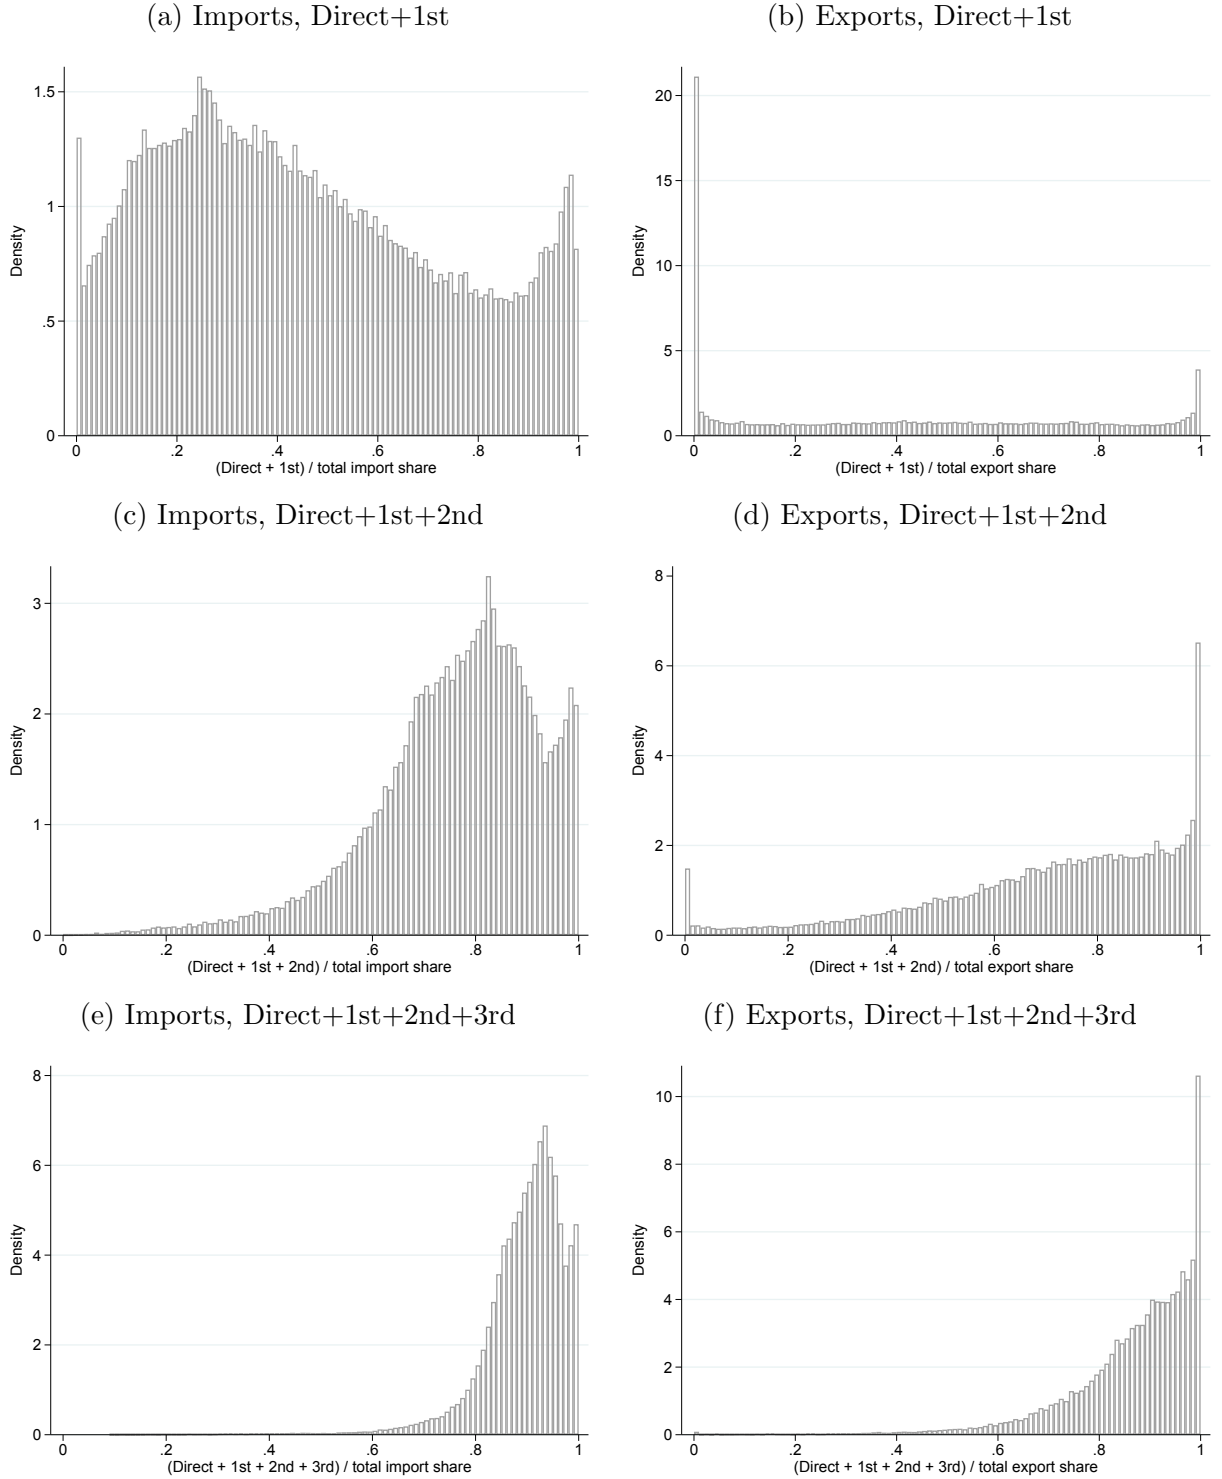 (a) Imports, Direct+1st
(b) Exports, Direct+1st
1.5
1
.5
0
Density
0 .2 .4 .6 .8 1
(Direct + 1st) / total import share
20
15
10
5
0
Density
0 .2 .4 .6 .8 1
(Direct + 1st) / total export share
(c) Imports, Direct+1st+2nd
(d) Exports, Direct+1st+2nd
3
2
1
0
Density
0 .2 .4 .6 .8 1
(Direct + 1st + 2nd) / total import share
8
6
4
2
0
Density
0 .2 .4 .6 .8 1
(Direct + 1st + 2nd) / total export share
(e) Imports, Direct+1st+2nd+3rd
(f) Exports, Direct+1st+2nd+3rd
8
6
4
2
0
Density
0 .2 .4 .6 .8 1
(Direct + 1st + 2nd + 3rd) / total import share
10
8
6
4
2
0
Density
0 .2 .4 .6 .8 1
(Direct + 1st + 2nd + 3rd) / total export share